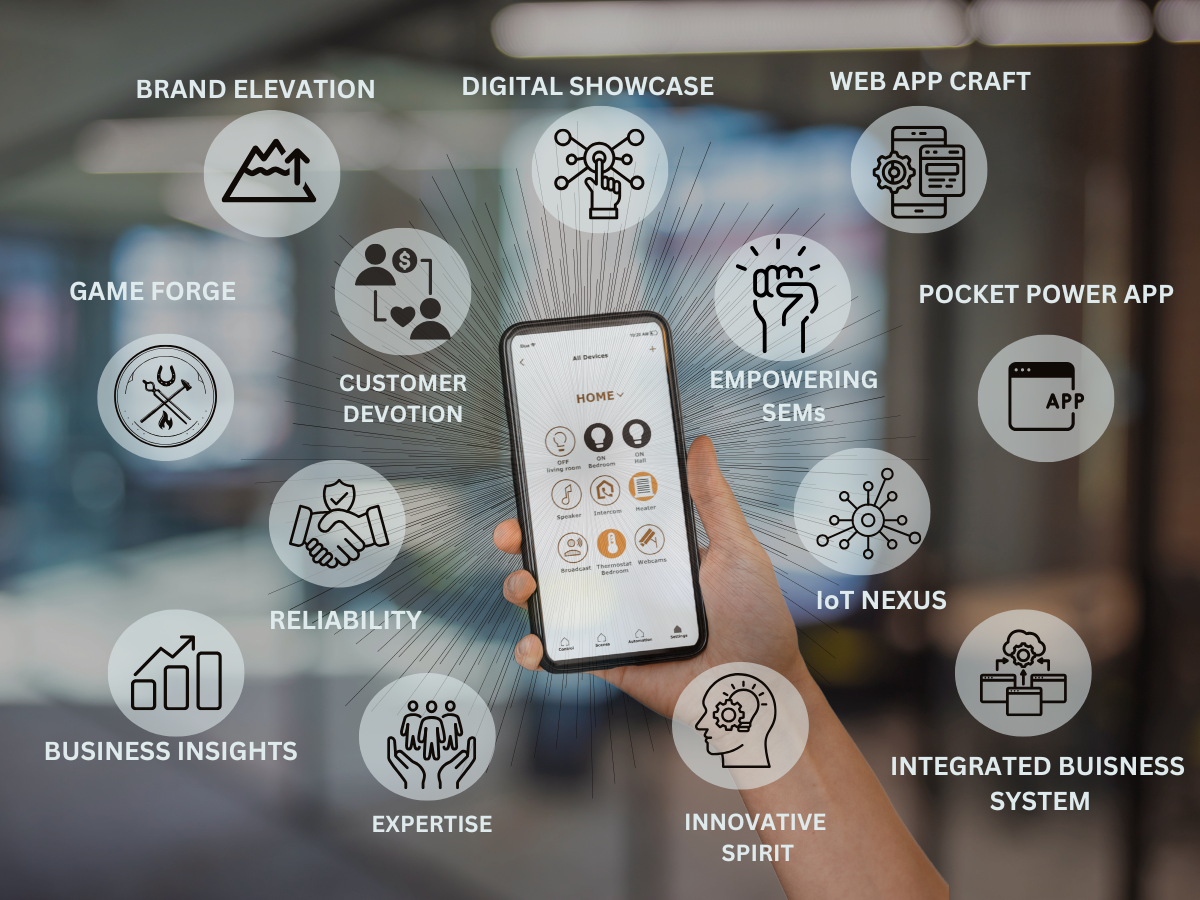 BRAND ELEVATION
DIGITAL SHOWCASE
WEB APP CRAFT
GAME FORGE
CUSTOMER
DEVOTION
EMPOWERING
SEMs
POCKET POWER APP
APP
All Devices
HOME
OFF
living room
ON
Bedroom
ON
Hall
Speaker
Intercom
Heater
Broadcast
Thermostat
Bedroom
Webcams
Control
Scense
Automation
Settings
RELIABILITY
IoT NEXUS
BUSINESS INSIGHTS
EXPERTISE
INNOVATIVE
SPIRIT
INTEGRATED BUISNESS
SYSTEM